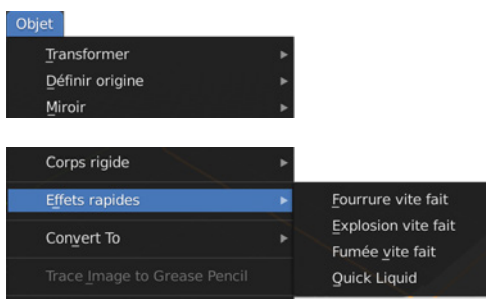 Objet
Transformer
Définir origine
Miroir
Corps rigide
Effets rapides
Convert To
Trace Image to Grease Pencil
Fourrure vite fait
Explosion vite fait
Fumée vite fait
Quick Liquid